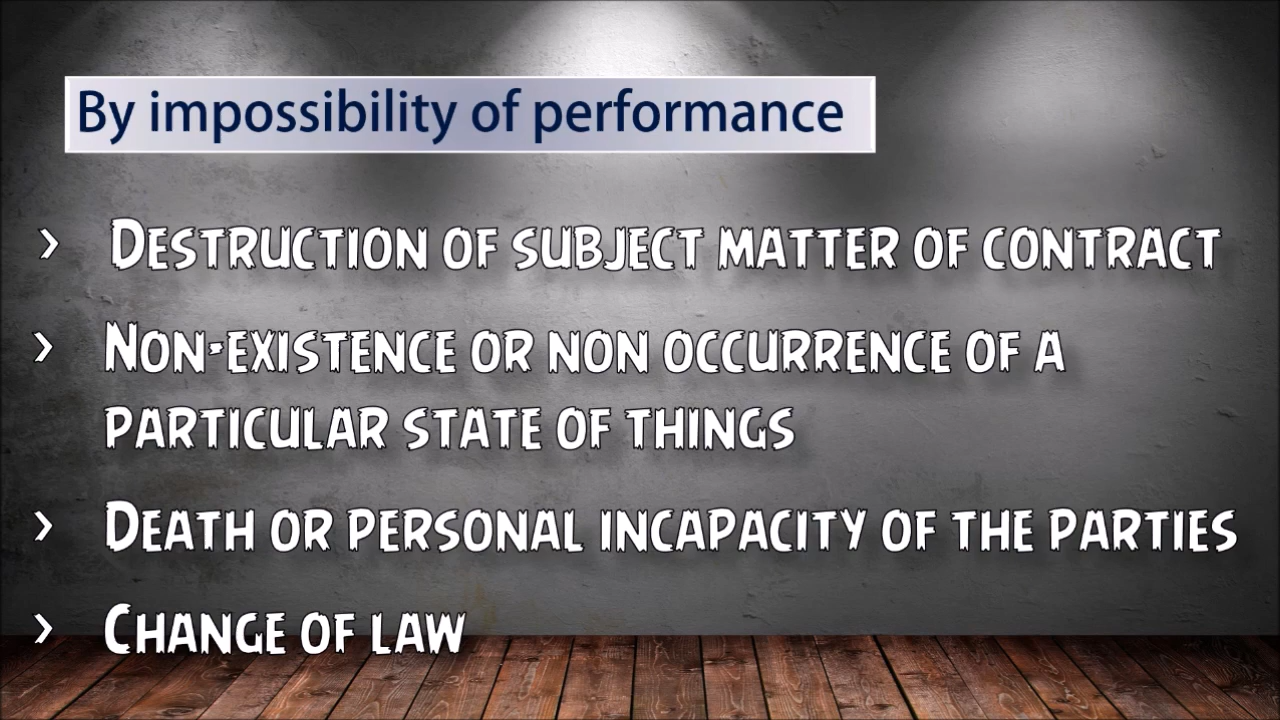 By impossibility of performance
> Destruction of subject matter of contract
> Non-existence or non occurrence of a
particular state of things
> Death or personal incapacity of the parties
> Change of law